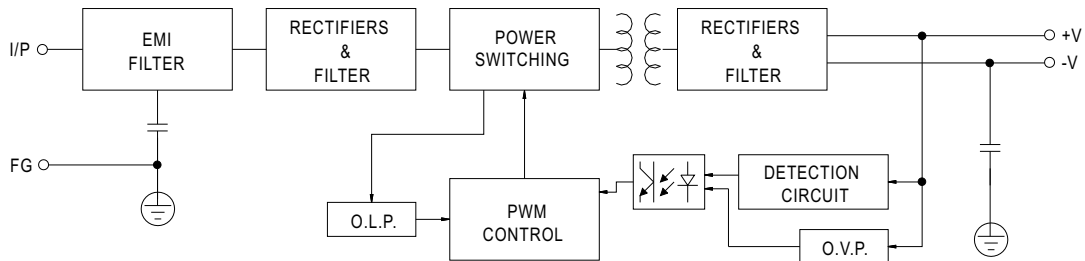 I/P
EMI
FILTER
RECTIFIERS
&
FILTER
POWER
SWITCHING
RECTIFIERS
&
FILTER
+V
-V
FG
O.L.P.
PWM
CONTROL
DETECTION
CIRCUIT
O.V.P.